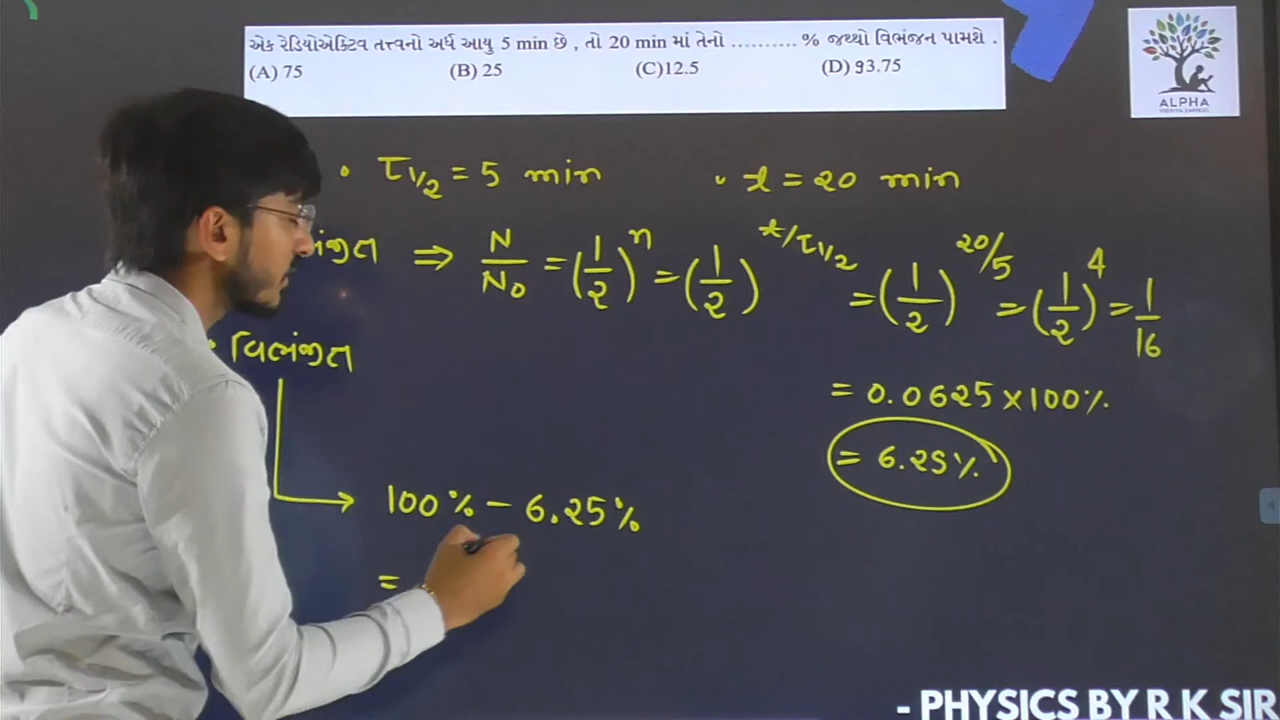 એક રેડિયોએક્ટિવ તત્ત્વનો અર્ધ આયુ 5 min છે , તો 20 min માં તેનો .......... % જથ્થો વિભંજન પામશે .
(A) 75 (B) 25 (C)12.5 (D) 93.75
ALPHA
• τ1/2 = 5 min • t = 20 min
⇒ N/N0 = (1/2)^n = (1/2)^t/τ1/2 = (1/2)^20/5 = (1/2)^4 = 1/16
• વિભંજીત
= 0.0625 × 100%
= 6.25%
100% – 6.25%
=
- PHYSICS BY R K SIR